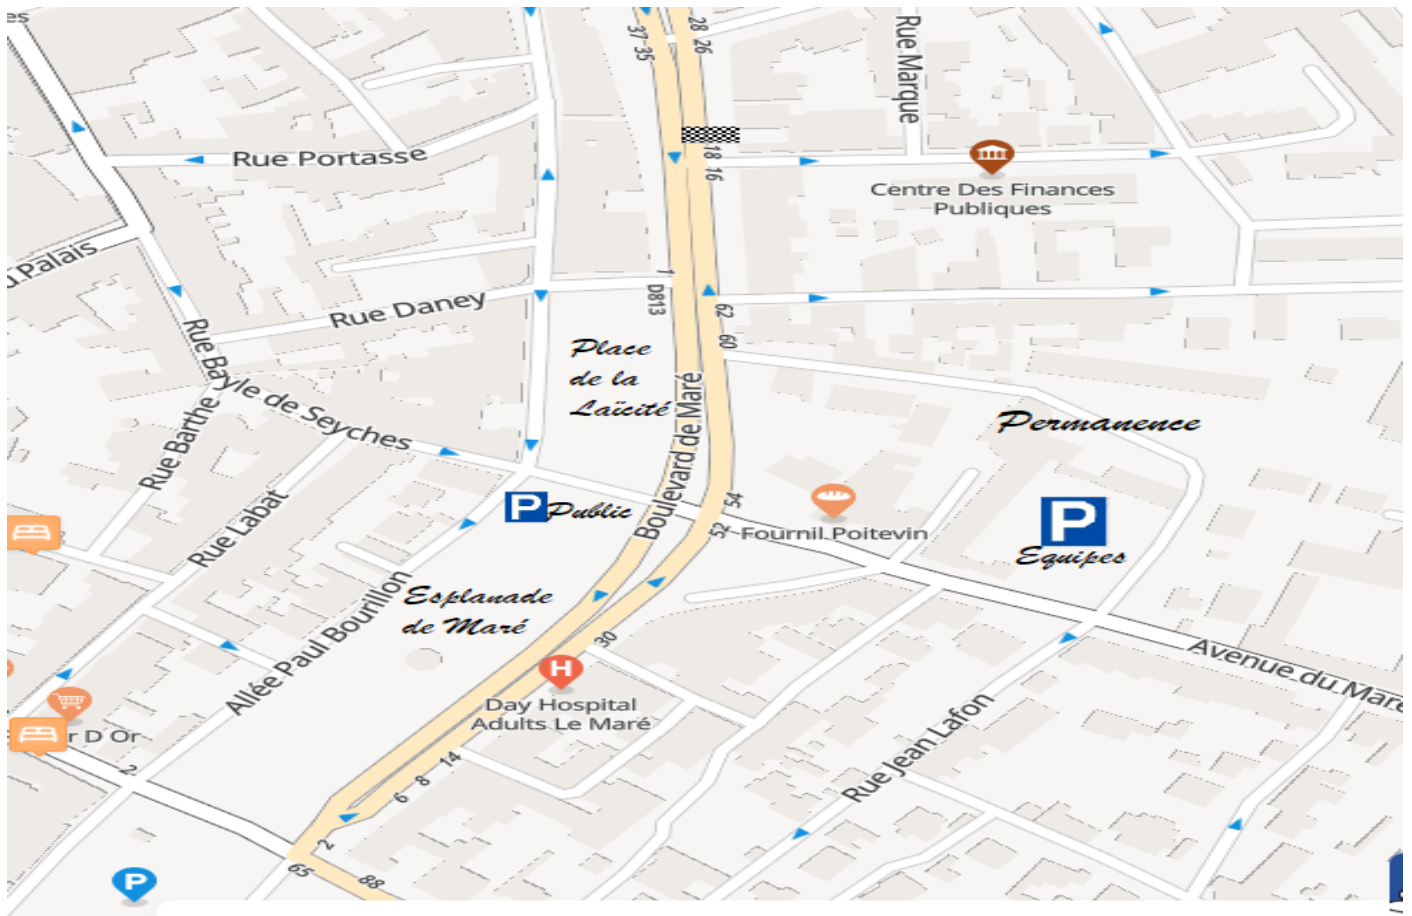 es
37-35
28 26
Rue Marque
Rue Portasse
18 16
Centre Des Finances
Publiques
u Palais
1
D813
62
60
Rue Daney
Place
de la
Laïcité
Rue Bayle de Seyches
Boulevard de Maré
Permanence
Rue Barthe
54
52
P Public
Fournil Poitevin
P
Equipes
Rue Labat
Esplanade
de Maré
Allée Paul Bourillon
30
H
Day Hospital
Adults Le Maré
Avenue du Mare
Rue Jean Lafon
r D Or
2
14
8
6
2
65
88
P